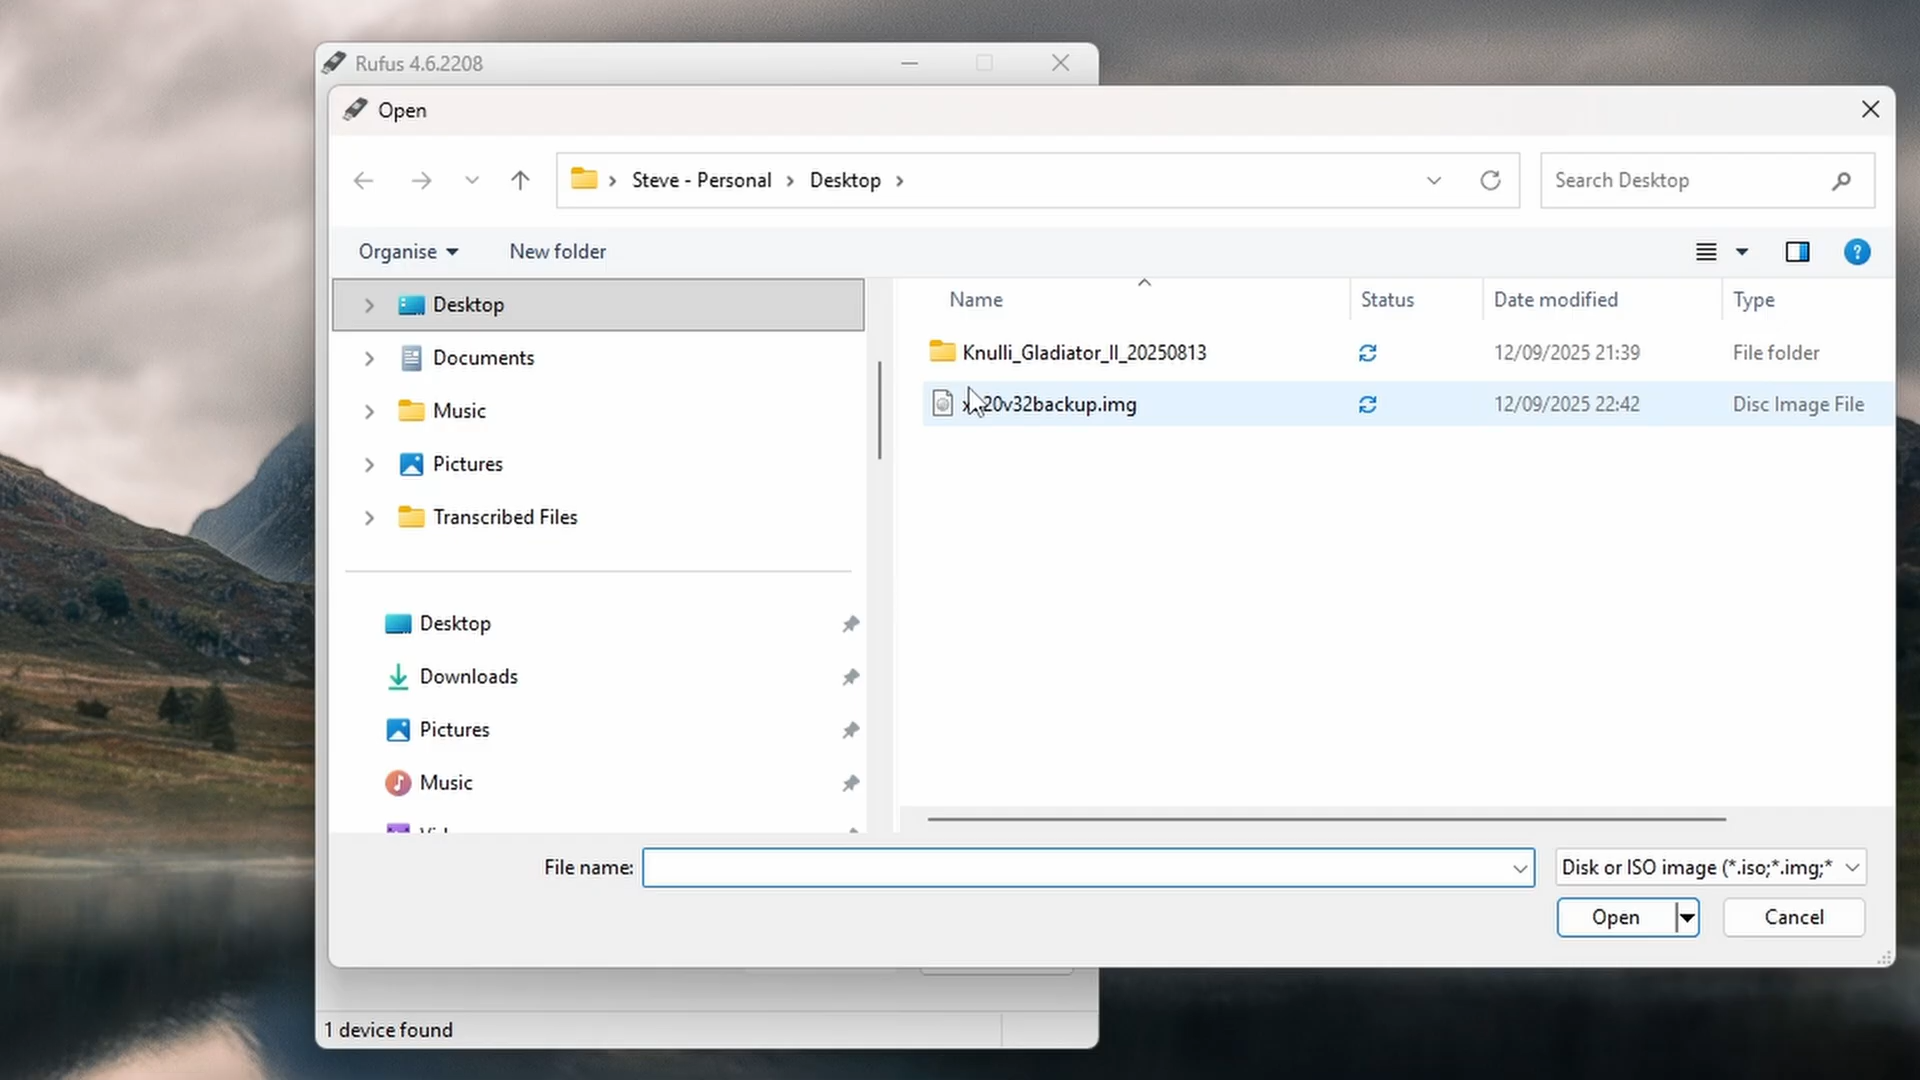 Rufus 4.6.2208
Open
Steve - Personal > Desktop >
Search Desktop
Organise
New folder
Name
Status
Date modified
Type
Desktop
Documents
Music
Pictures
Transcribed Files
Knulli_Gladiator_II_20250813
12/09/2025 21:39
File folder
20v32backup.img
12/09/2025 22:42
Disc Image File
Desktop
Downloads
Pictures
Music
File name:
Disk or ISO image (*.iso;*.img;*
Open
Cancel
1 device found